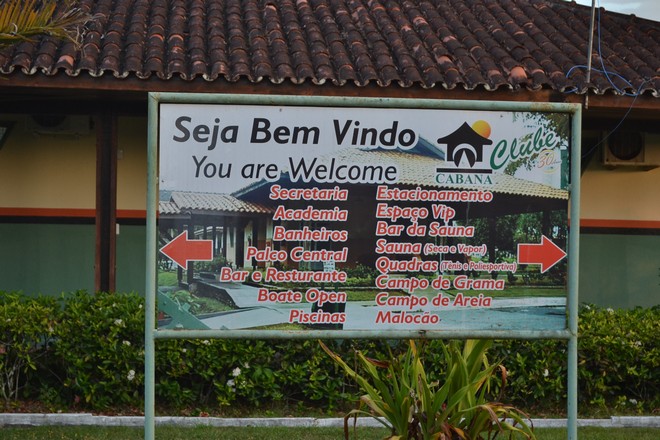 Seja Bem Vindo
You are Welcome
CABANA
Clube
30
Secretaria
Academia
Banheiros
Palco Central
Bar e Resturante
Boate Open
Piscinas
Estacionamento
Espaço Vip
Bar da Sauna
Sauna (Seca e Vapor)
Quadras (Tênis e Poliesportiva)
Campo de Grama
Campo de Areia
Malocão